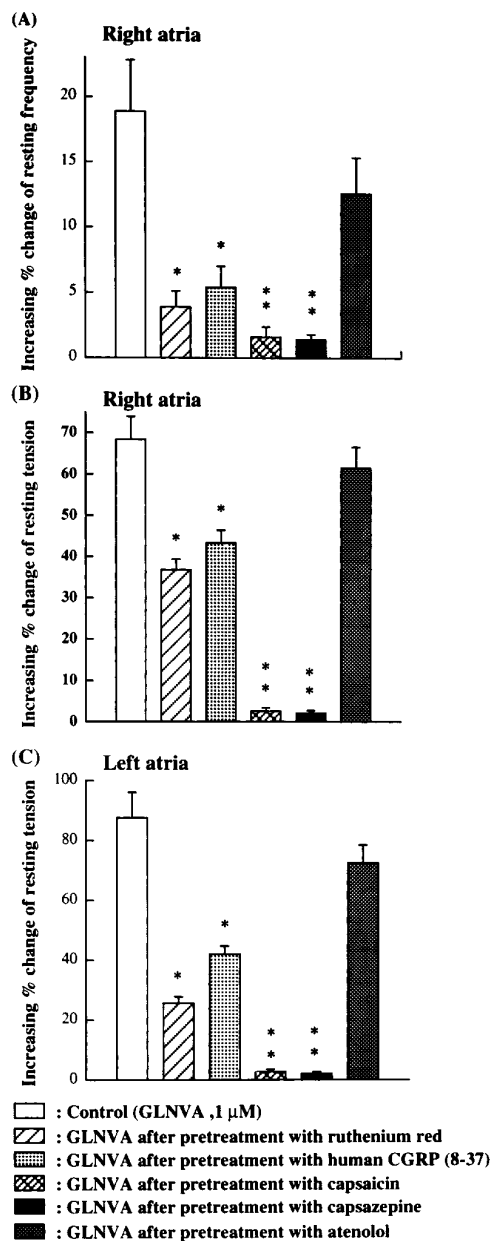 (A)
Right atria
Increasing % change of resting frequency
20
15
10
5
0
*
*
*
*
*
*
(B)
Right atria
Increasing % change of resting tension
70
60
50
40
30
20
10
0
*
*
*
*
*
*
(C)
Left atria
Increasing % change of resting tension
100
80
60
40
20
0
*
*
*
*
*
*
: Control (GLNVA ,1 μM)
: GLNVA after pretreatment with ruthenium red
: GLNVA after pretreatment with human CGRP (8-37)
: GLNVA after pretreatment with capsaicin
: GLNVA after pretreatment with capsazepine
: GLNVA after pretreatment with atenolol